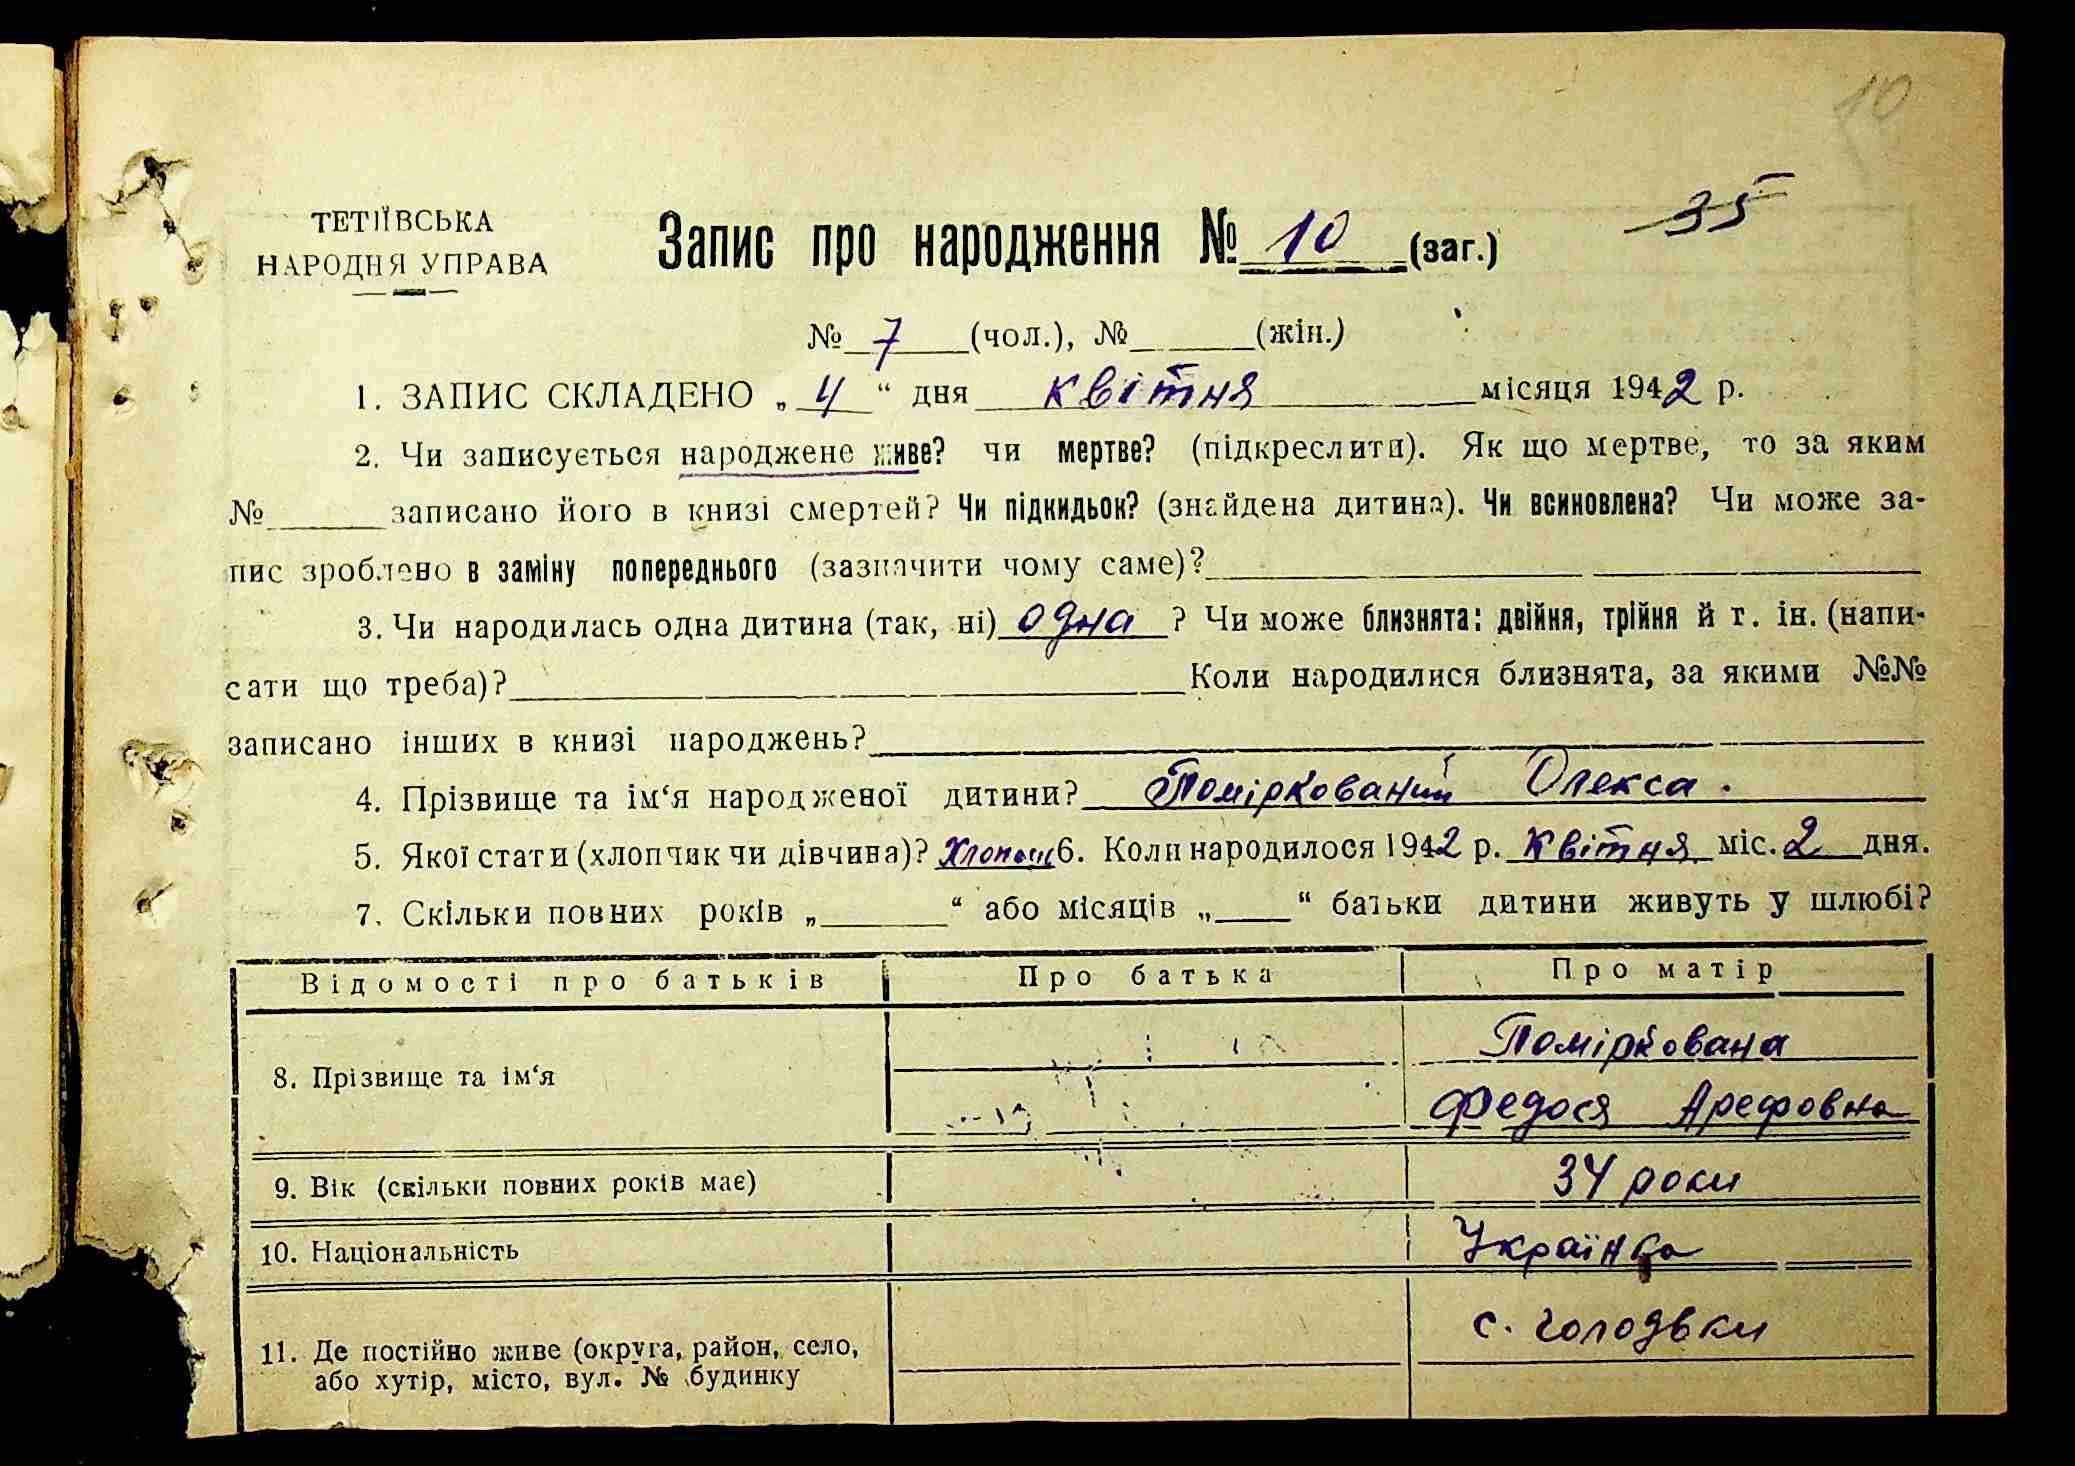 10
ТЕТІЇВСЬКА
НАРОДНЯ УПРАВА
Запис про народження № 10 (заг.)
35
№ 7 (чол.), № (жін.)
1. ЗАПИС СКЛАДЕНО „ 4 “ дня квітня місяця 1942 р.
2. Чи записується народжене живе? чи мертве? (підкреслити). Як що мертве, то за яким
№ записано його в книзі смертей? Чи підкидьок? (знайдена дитина). Чи всиновлена? Чи може за-
пис зроблено в заміну попереднього (зазначити чому саме)?
3. Чи народилась одна дитина (так, ні) одна ? Чи може близнята: двійня, трійня й т. ін. (напи-
сати що треба)? Коли народилися близнята, за якими №№
записано інших в книзі народжень?
4. Прізвище та ім‘я народженої дитини? Поміркований Олекса.
5. Якої стати (хлопчик чи дівчина)? 6. Коли народилося 1942 р. квітня міс. 2 дня.
7. Скільки повних років „ “ або місяців „ “ батьки дитини живуть у шлюбі?
Відомості про батьків Про батька Про матір
8. Прізвище та ім‘я Поміркована
Федося Арефовна
9. Вік (скільки повних років має) 34 роки
10. Національність Українка
11. Де постійно живе (округа, район, село, с. Голодьки
або хутір, місто, вул. № будинку